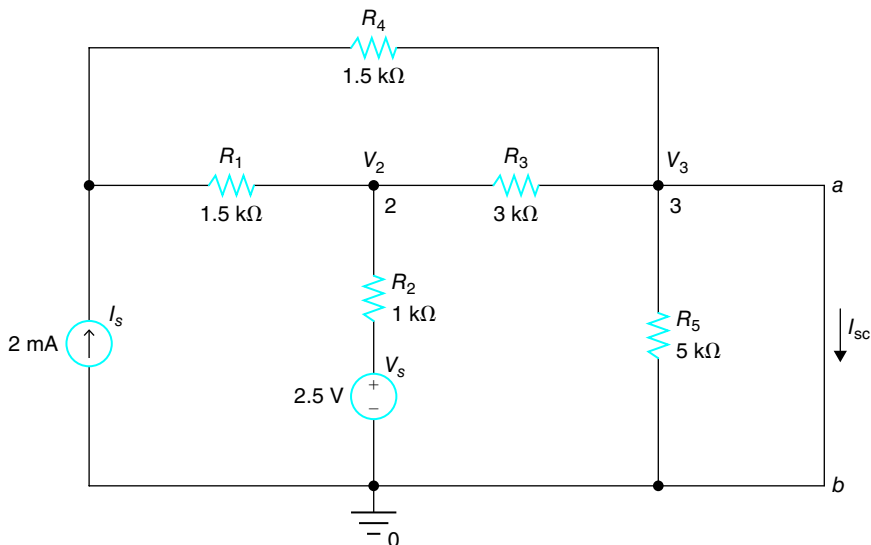 R4
1.5 kΩ
R1
V2
R3
V3
a
1.5 kΩ
2
3 kΩ
3
R2
1 kΩ
Is
2 mA
R5
5 kΩ
Isc
Vs
2.5 V
+
−
b
0